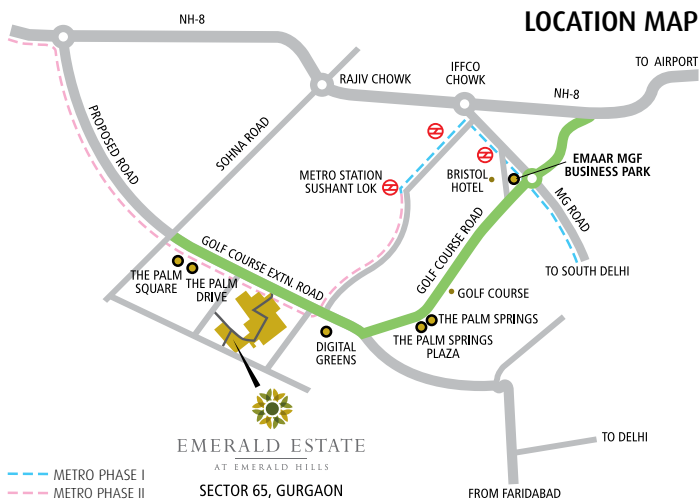 LOCATION MAP
NH-8
IFFCO
CHOWK
TO AIRPORT
RAJIV CHOWK
NH-8
PROPOSED ROAD
SOHNA ROAD
METRO STATION
SUSHANT LOK
BRISTOL
HOTEL
EMAAR MGF
BUSINESS PARK
MG ROAD
GOLF COURSE ROAD
TO SOUTH DELHI
GOLF COURSE EXTN. ROAD
THE PALM
SQUARE
THE PALM
DRIVE
GOLF COURSE
THE PALM SPRINGS
THE PALM SPRINGS
PLAZA
DIGITAL
GREENS
EMERALD ESTATE
AT EMERALD HILLS
SECTOR 65, GURGAON
TO DELHI
FROM FARIDABAD
METRO PHASE I
METRO PHASE II